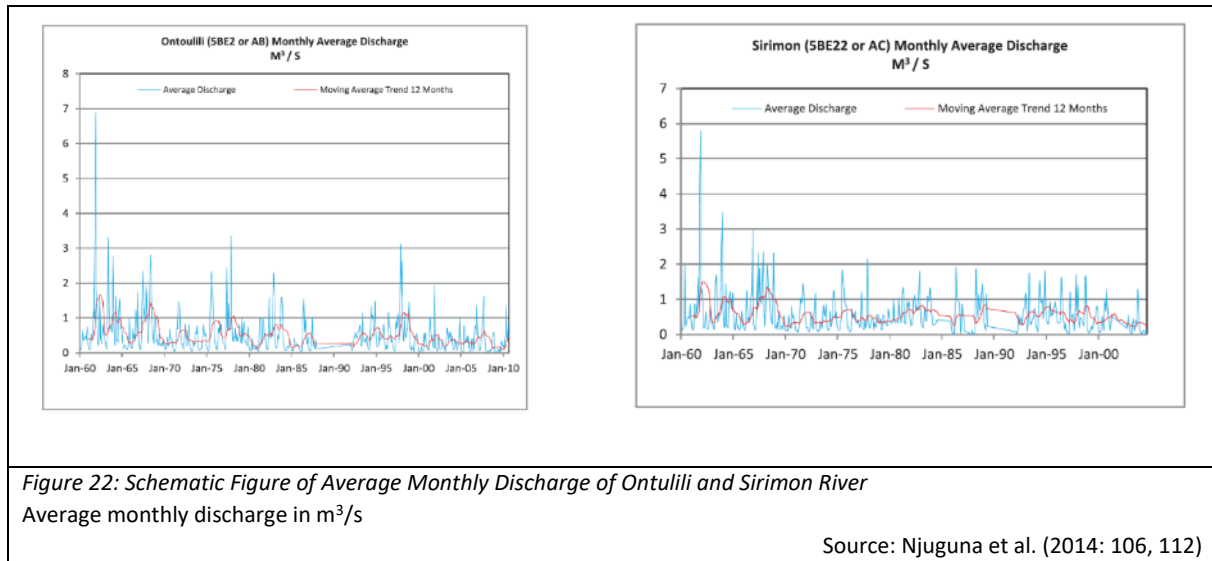 Ontoulili (5BE2 or AB) Monthly Average Discharge
M³ / S
8
7
6
5
4
3
2
1
0
Average Discharge
Moving Average Trend 12 Months
Jan-60 Jan-65 Jan-70 Jan-75 Jan-80 Jan-85 Jan-90 Jan-95 Jan-00 Jan-05 Jan-10
Sirimon (5BE22 or AC) Monthly Average Discharge
M³ / S
7
6
5
4
3
2
1
0
Average Discharge
Moving Average Trend 12 Months
Jan-60 Jan-65 Jan-70 Jan-75 Jan-80 Jan-85 Jan-90 Jan-95 Jan-00
Figure 22: Schematic Figure of Average Monthly Discharge of Ontulili and Sirimon River
Average monthly discharge in m³/s
Source: Njuguna et al. (2014: 106, 112)